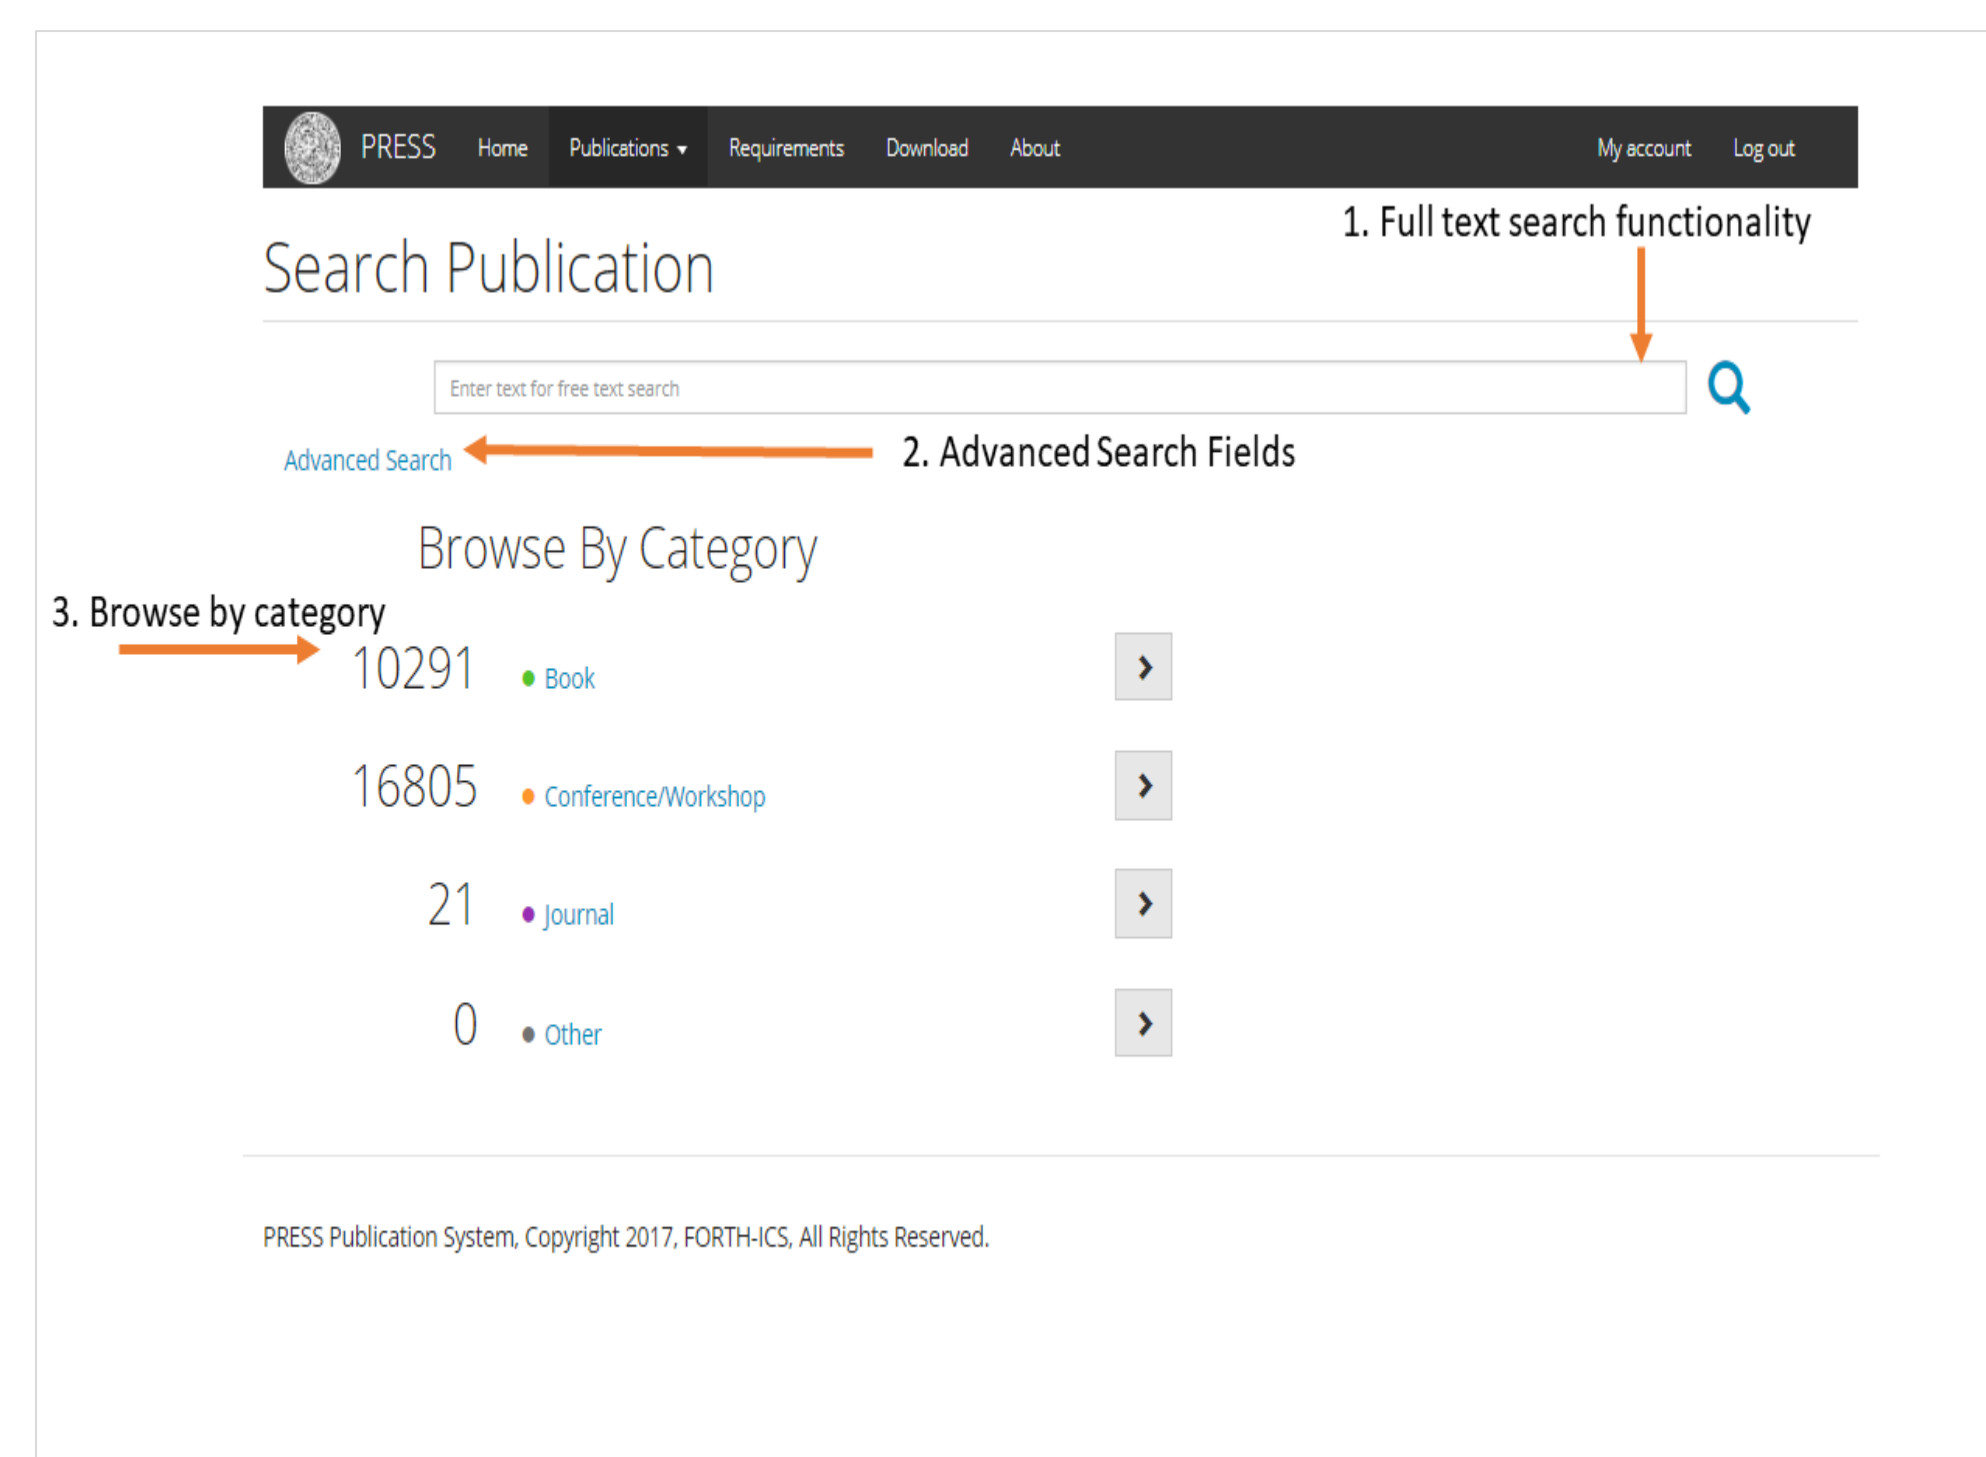 PRESS Home Publications Requirements Download About My account Log out
1. Full text search functionality
Search Publication
Enter text for free text search
Advanced Search
2. Advanced Search Fields
Browse By Category
3. Browse by category
10291 Book
16805 Conference/Workshop
21 Journal
0 Other
PRESS Publication System, Copyright 2017, FORTH-ICS, All Rights Reserved.